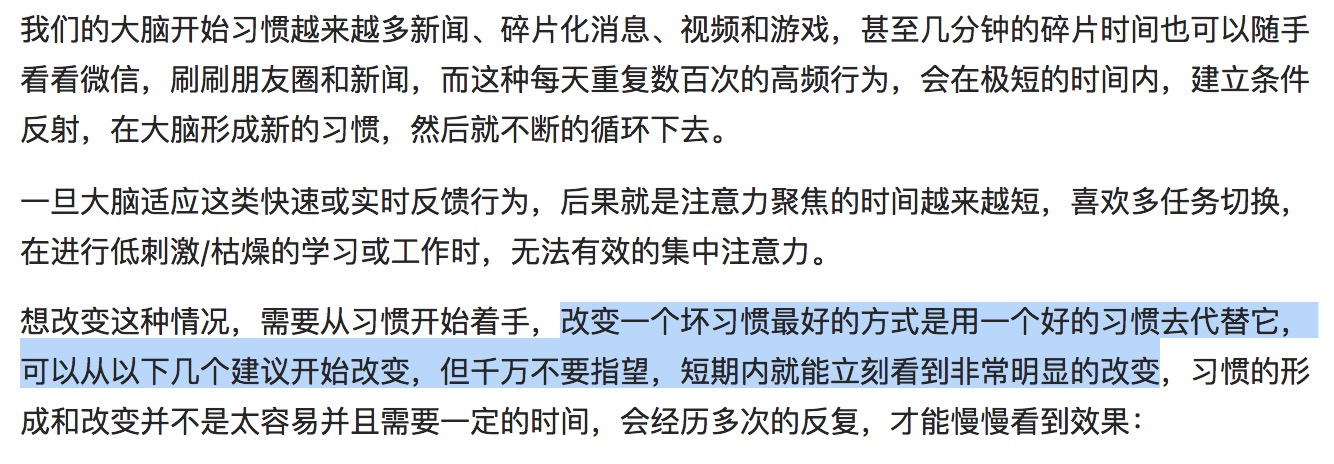 我们的大脑开始习惯越来越多新闻、碎片化消息、视频和游戏，甚至几分钟的碎片时间也可以随手
看看微信，刷刷朋友圈和新闻，而这种每天重复数百次的高频行为，会在极短的时间内，建立条件
反射，在大脑形成新的习惯，然后就不断的循环下去。
一旦大脑适应这类快速或实时反馈行为，后果就是注意力聚焦的时间越来越短，喜欢多任务切换，
在进行低刺激/枯燥的学习或工作时，无法有效的集中注意力。
想改变这种情况，需要从习惯开始着手，改变一个坏习惯最好的方式是用一个好的习惯去代替它，
可以从以下几个建议开始改变，但千万不要指望，短期内就能立刻看到非常明显的改变，习惯的形
成和改变并不是太容易并且需要一定的时间，会经历多次的反复，才能慢慢看到效果：